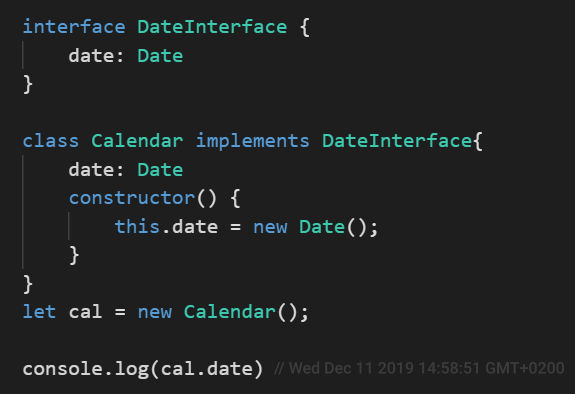 interface DateInterface {
    date: Date
}
class Calendar implements DateInterface{
    date: Date
    constructor() {
        this.date = new Date();
    }
}
let cal = new Calendar();
console.log(cal.date) // Wed Dec 11 2019 14:58:51 GMT+0200